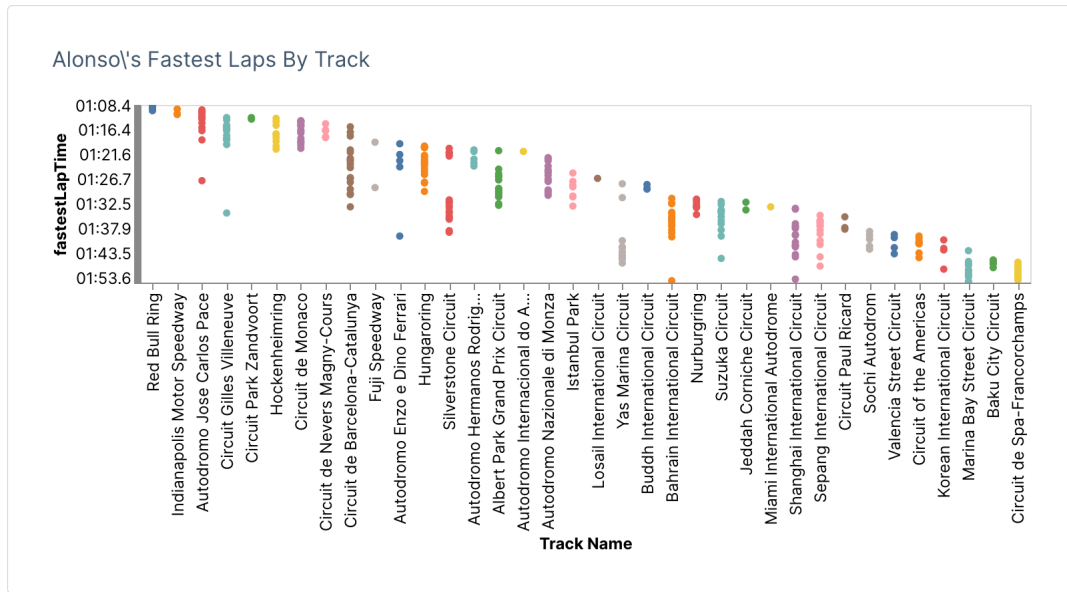 Alonso\'s Fastest Laps By Track
fastestLapTime
01:08.4
01:16.4
01:21.6
01:26.7
01:32.5
01:37.9
01:43.5
01:53.6
Red Bull Ring
Indianapolis Motor Speedway
Autodromo Jose Carlos Pace
Circuit Gilles Villeneuve
Circuit Park Zandvoort
Hockenheimring
Circuit de Monaco
Circuit de Nevers Magny-Cours
Circuit de Barcelona-Catalunya
Fuji Speedway
Autodromo Enzo e Dino Ferrari
Hungaroring
Silverstone Circuit
Autodromo Hermanos Rodrig...
Albert Park Grand Prix Circuit
Autodromo Internacional do A...
Autodromo Nazionale di Monza
Istanbul Park
Losail International Circuit
Yas Marina Circuit
Buddh International Circuit
Bahrain International Circuit
Nurburgring
Suzuka Circuit
Jeddah Corniche Circuit
Miami International Autodrome
Shanghai International Circuit
Sepang International Circuit
Circuit Paul Ricard
Sochi Autodrom
Valencia Street Circuit
Circuit of the Americas
Korean International Circuit
Marina Bay Street Circuit
Baku City Circuit
Circuit de Spa-Francorchamps
Track Name